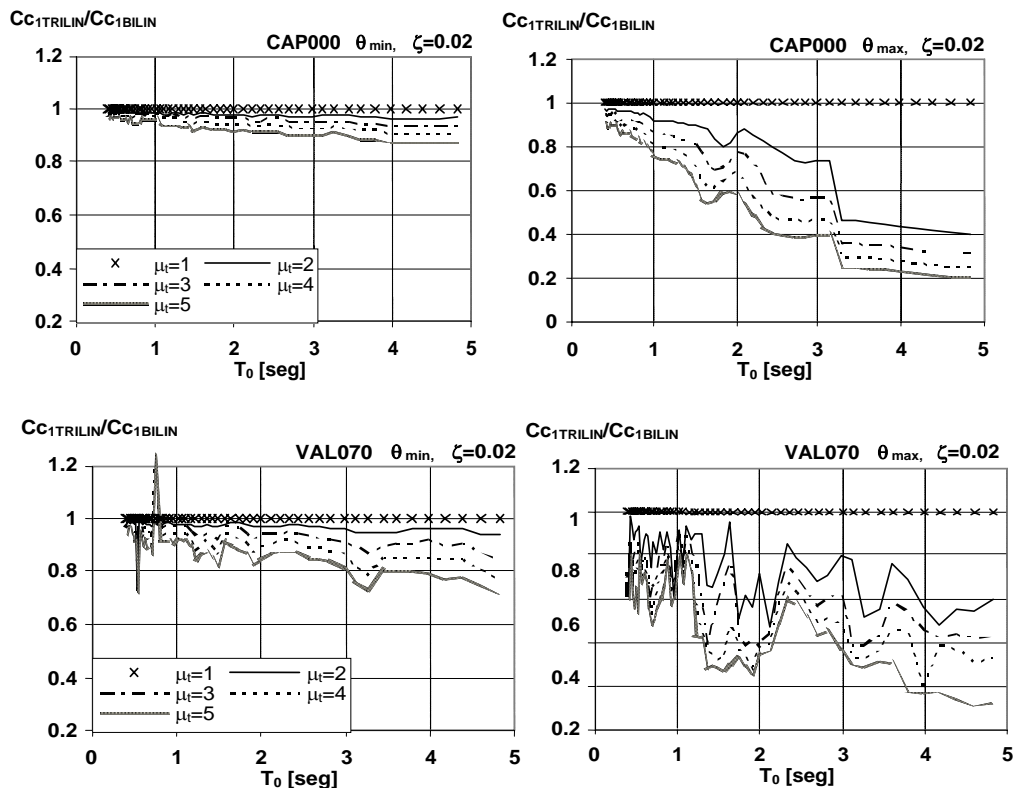 Cc1TRILIN/Cc1BILIN
CAP000 θ min, ζ=0.02
1.2
1
0.8
0.6
0.4
0.2
× μt=1 — μt=2
μt=3 μt=4
μt=5
0 1 2 3 4 5
T0 [seg]
Cc1TRILIN/Cc1BILIN
CAP000 θ max, ζ=0.02
1.2
1
0.8
0.6
0.4
0.2
0
0 1 2 3 4 5
T0 [seg]
Cc1TRILIN/Cc1BILIN
VAL070 θ min, ζ=0.02
1.2
1
0.8
0.6
0.4
0.2
× μt=1 — μt=2
μt=3 μt=4
μt=5
0 1 2 3 4 5
T0 [seg]
Cc1TRILIN/Cc1BILIN
VAL070 θ max, ζ=0.02
1.2
1
0.8
0.6
0.4
0.2
0 1 2 3 4 5
T0 [seg]